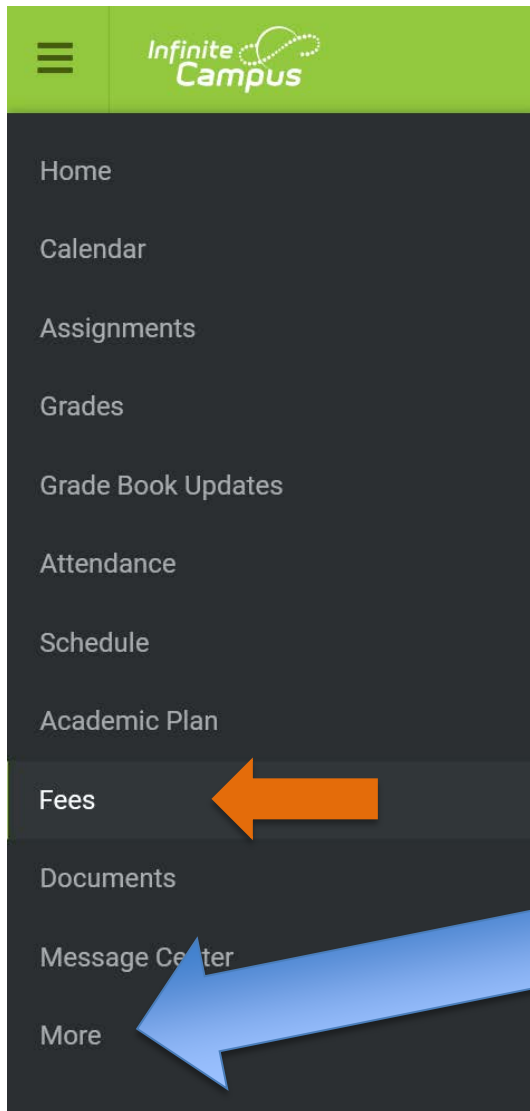 Infinite
Campus
Home
Calendar
Assignments
Grades
Grade Book Updates
Attendance
Schedule
Academic Plan
Fees
Documents
Message Center
More